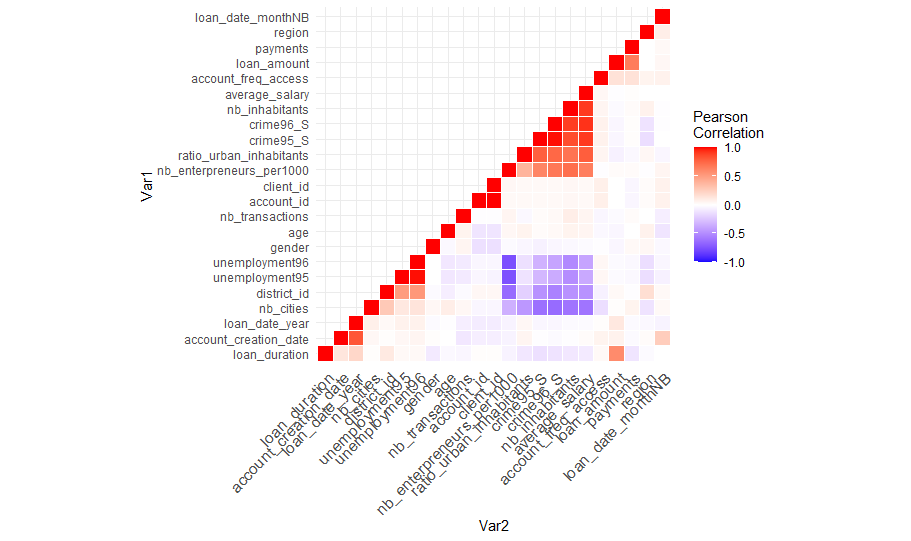 loan_date_monthNB
region
payments
loan_amount
account_freq_access
average_salary
nb_inhabitants
crime96_S
crime95_S
ratio_urban_inhabitants
nb_enterpreneurs_per1000
client_id
account_id
nb_transactions
age
gender
unemployment96
unemployment95
district_id
nb_cities
loan_date_year
account_creation_date
loan_duration
Var1
Pearson
Correlation
1.0
0.5
0.0
-0.5
-1.0
loan_duration
account_creation_date
loan_date_year
nb_cities
district_id
unemployment95
unemployment96
gender
age
nb_transactions
account_id
client_id
nb_enterpreneurs_per1000
ratio_urban_inhabitants
crime95_S
crime96_S
nb_inhabitants
average_salary
account_freq_access
loan_amount
payments
region
loan_date_monthNB
Var2